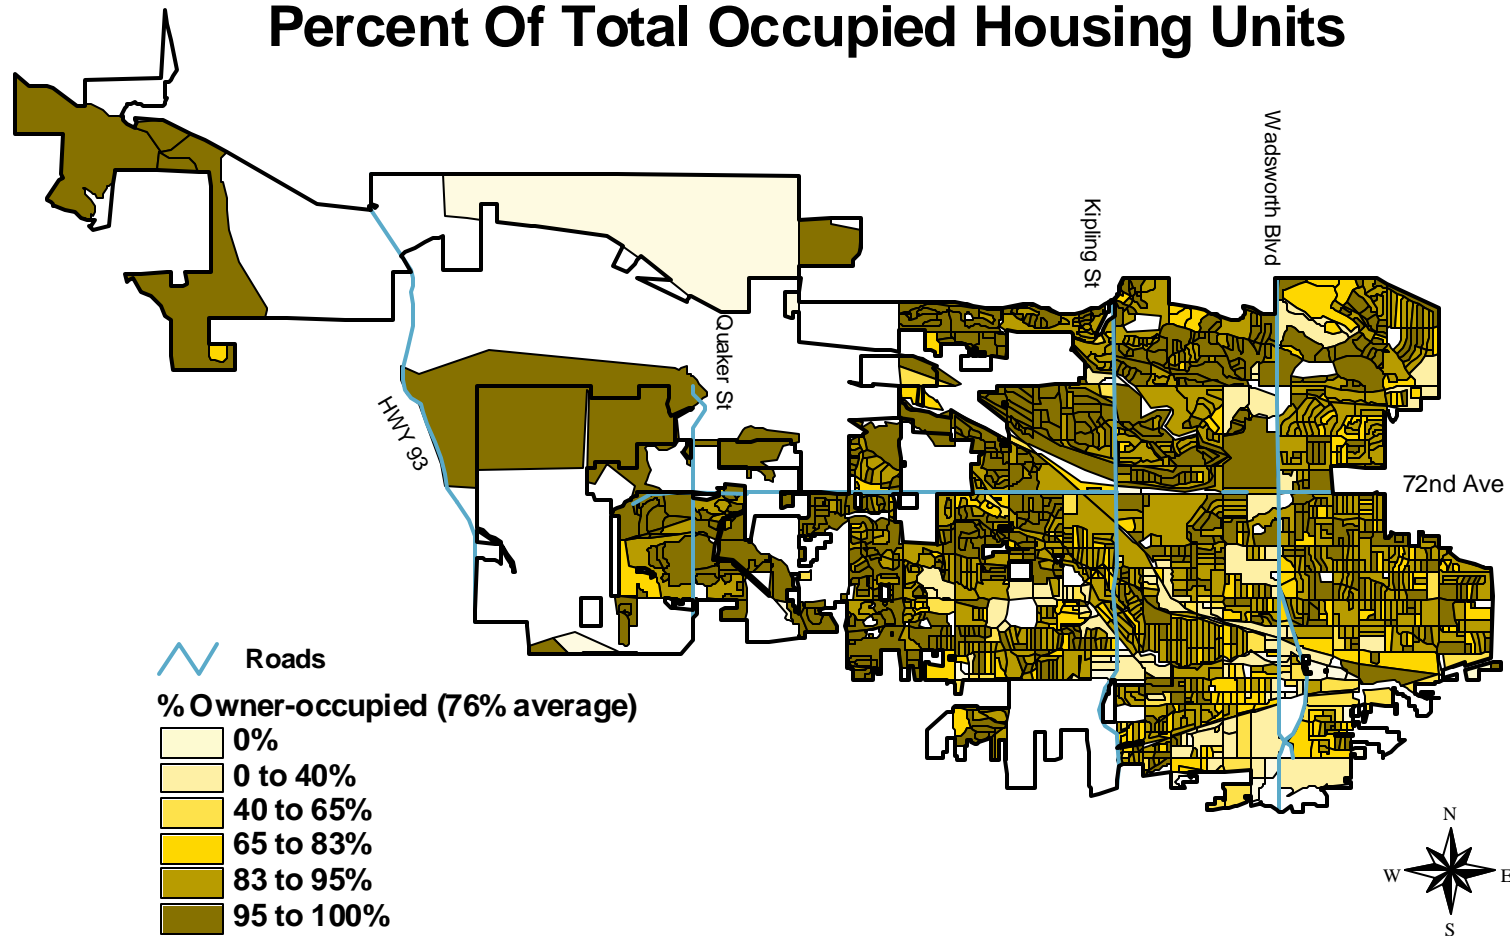 Percent Of Total Occupied Housing Units
Wadsworth Blvd
Kipling St
Quaker St
HWY 93
72nd Ave
Roads
% Owner-occupied (76% average)
0%
0 to 40%
40 to 65%
65 to 83%
83 to 95%
95 to 100%
N
W
E
S